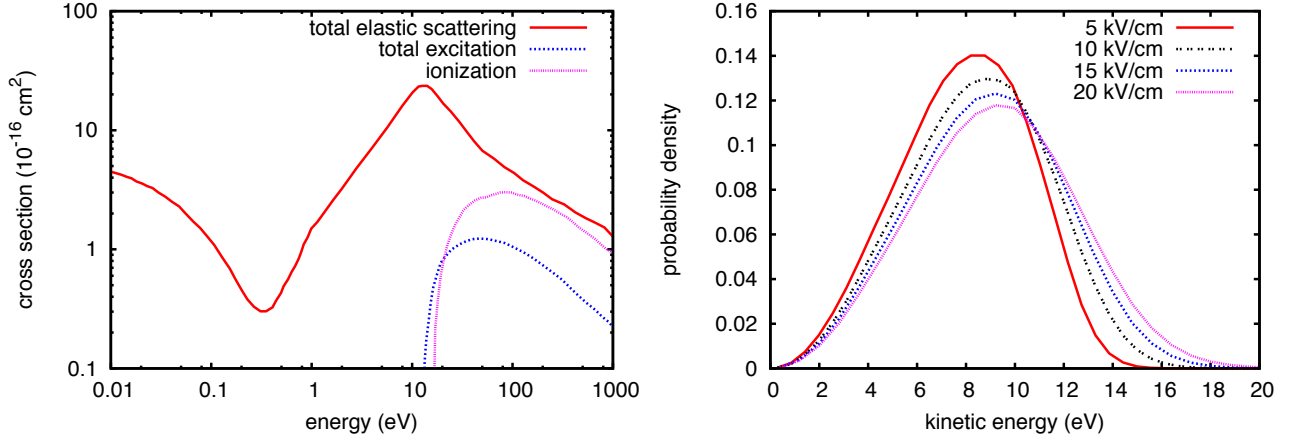 100
10
1
0.1
cross section (10⁻¹⁶ cm²)
total elastic scattering
total excitation
ionization
0.01
0.1
1
10
100
1000
energy (eV)
0.16
0.14
0.12
0.10
0.08
0.06
0.04
0.02
0
probability density
5 kV/cm
10 kV/cm
15 kV/cm
20 kV/cm
0
2
4
6
8
10
12
14
16
18
20
kinetic energy (eV)